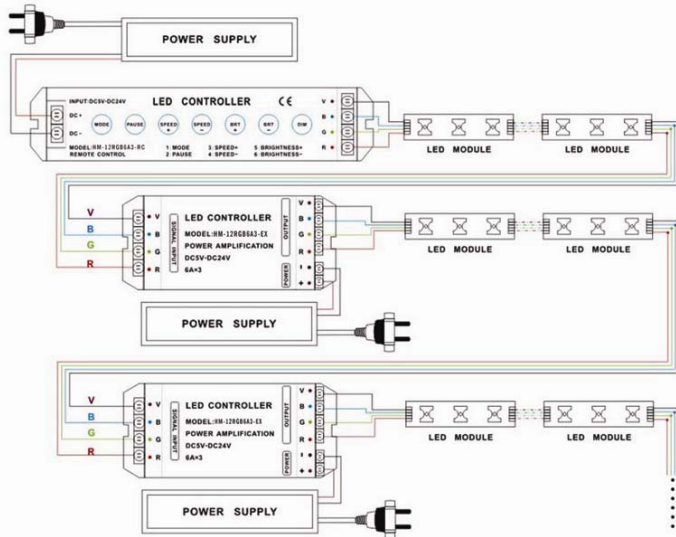 POWER SUPPLY
INPUT:DC5V-DC24V LED CONTROLLER CE
DC +
DC −
MODE PAUSE SPEED + SPEED − BRT + BRT − DIM
V
B
G
R
MODEL:HM-12RGB6A3-RC 1 MODE 3 SPEED+ 5 BRIGHTNESS+
REMOTE CONTROL 2 PAUSE 4 SPEED− 6 BRIGHTNESS+
LED MODULE LED MODULE
V
B
G
R
V
B
G
R
SIGNAL INPUT
LED CONTROLLER
MODEL:HM-12RGB6A3-EX
POWER AMPLIFICATION
DC5V-DC24V
6A×3
OUTPUT
POWER
V
B
G
R
−
+
LED MODULE LED MODULE
POWER SUPPLY
V
B
G
R
V
B
G
R
SIGNAL INPUT
LED CONTROLLER
MODEL:HM-12RGB6A3-EX
POWER AMPLIFICATION
DC5V-DC24V
6A×3
OUTPUT
POWER
V
B
G
R
−
+
LED MODULE LED MODULE
POWER SUPPLY